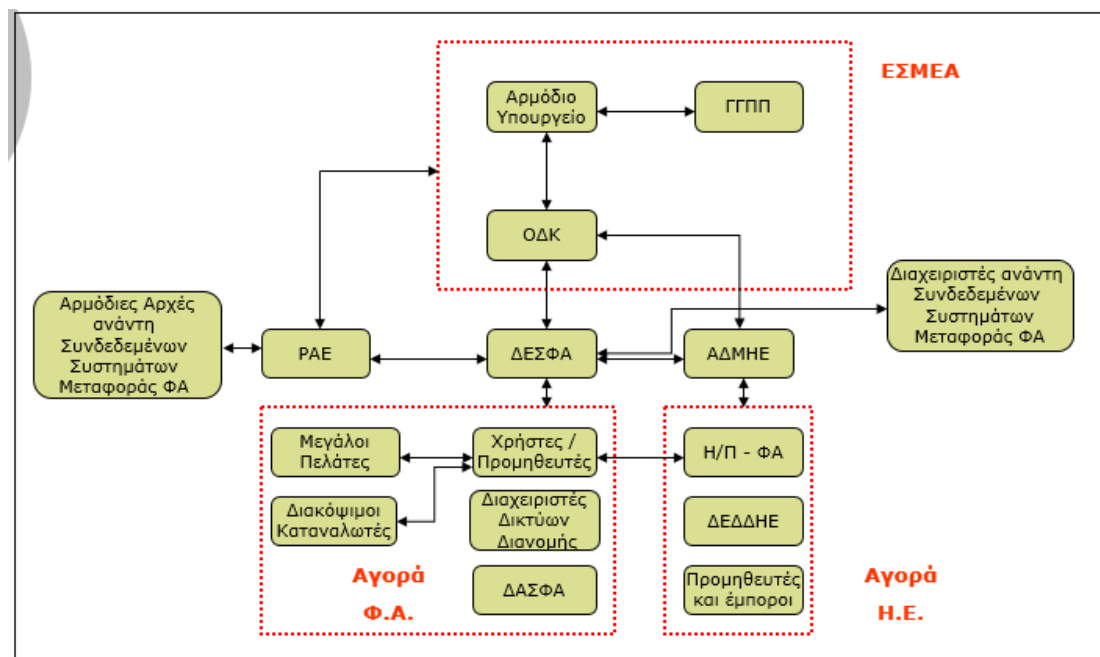 ΕΣΜΕΑ
Αρμόδιο
Υπουργείο
ΓΓΠΠ
ΟΔΚ
Διαχειριστές ανάντη
Συνδεδεμένων
Συστημάτων
Μεταφοράς ΦΑ
Αρμόδιες Αρχές
ανάντη
Συνδεδεμένων
Συστημάτων
Μεταφοράς ΦΑ
ΡΑΕ
ΔΕΣΦΑ
ΑΔΜΗΕ
Μεγάλοι
Πελάτες
Χρήστες /
Προμηθευτές
Η/Π - ΦΑ
Διακόψιμοι
Καταναλωτές
Διαχειριστές
Δικτύων
Διανομής
ΔΕΔΔΗΕ
ΔΑΣΦΑ
Προμηθευτές
και έμποροι
Αγορά
Φ.Α.
Αγορά
Η.Ε.